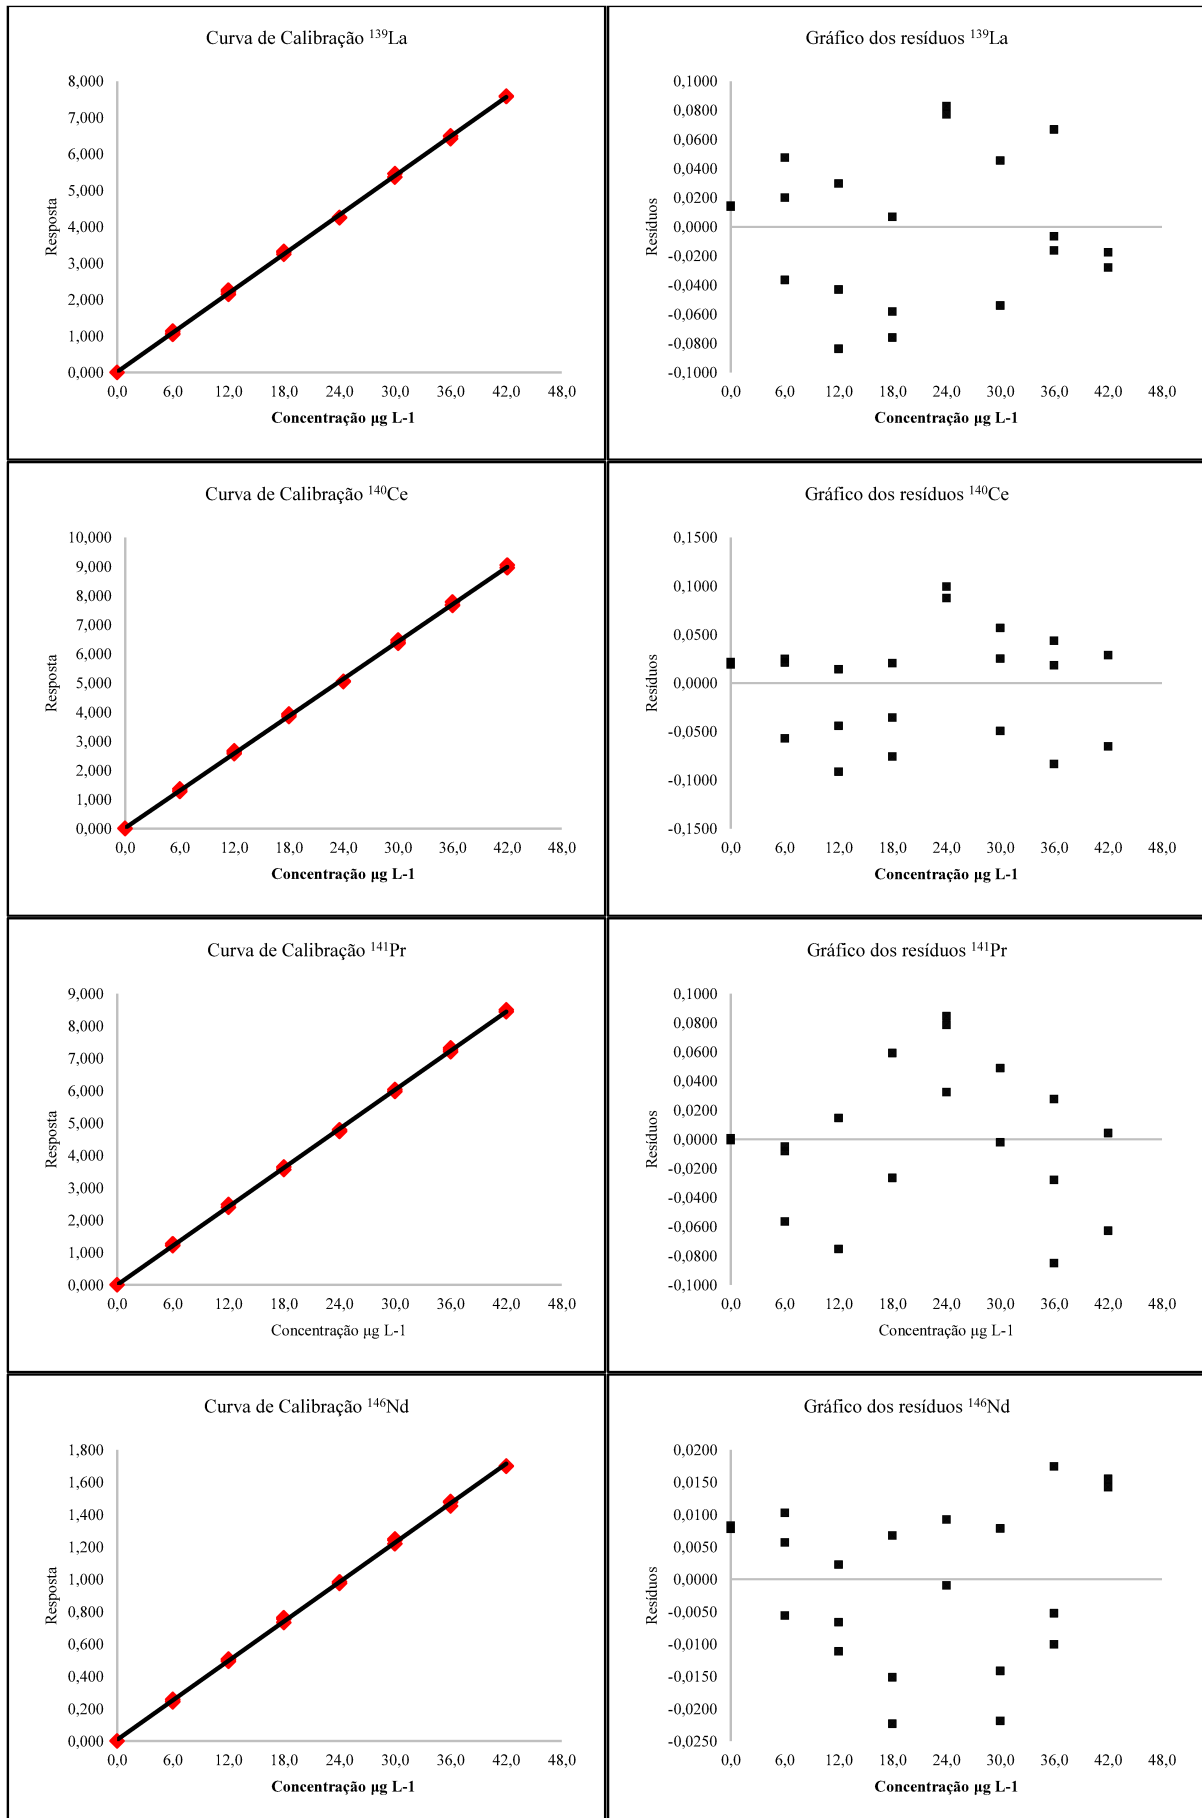 Curva de Calibração ¹³⁹La
8,000
7,000
6,000
5,000
4,000
3,000
2,000
1,000
0,000
Resposta
0,0 6,0 12,0 18,0 24,0 30,0 36,0 42,0 48,0
Concentração µg L-1
Gráfico dos resíduos ¹³⁹La
0,1000
0,0800
0,0600
0,0400
0,0200
0,0000
-0,0200
-0,0400
-0,0600
-0,0800
-0,1000
Resíduos
0,0 6,0 12,0 18,0 24,0 30,0 36,0 42,0 48,0
Concentração µg L-1
Curva de Calibração ¹⁴⁰Ce
10,000
9,000
8,000
7,000
6,000
5,000
4,000
3,000
2,000
1,000
0,000
Resposta
0,0 6,0 12,0 18,0 24,0 30,0 36,0 42,0 48,0
Concentração µg L-1
Gráfico dos resíduos ¹⁴⁰Ce
0,1500
0,1000
0,0500
0,0000
-0,0500
-0,1000
-0,1500
Resíduos
0,0 6,0 12,0 18,0 24,0 30,0 36,0 42,0 48,0
Concentração µg L-1
Curva de Calibração ¹⁴¹Pr
9,000
8,000
7,000
6,000
5,000
4,000
3,000
2,000
1,000
0,000
Resposta
0,0 6,0 12,0 18,0 24,0 30,0 36,0 42,0 48,0
Concentração µg L-1
Gráfico dos resíduos ¹⁴¹Pr
0,1000
0,0800
0,0600
0,0400
0,0200
0,0000
-0,0200
-0,0400
-0,0600
-0,0800
-0,1000
Resíduos
0,0 6,0 12,0 18,0 24,0 30,0 36,0 42,0 48,0
Concentração µg L-1
Curva de Calibração ¹⁴⁶Nd
1,800
1,600
1,400
1,200
1,000
0,800
0,600
0,400
0,200
0,000
Resposta
0,0 6,0 12,0 18,0 24,0 30,0 36,0 42,0 48,0
Concentração µg L-1
Gráfico dos resíduos ¹⁴⁶Nd
0,0200
0,0150
0,0100
0,0050
0,0000
-0,0050
-0,0100
-0,0150
-0,0200
-0,0250
Resíduos
0,0 6,0 12,0 18,0 24,0 30,0 36,0 42,0 48,0
Concentração µg L-1